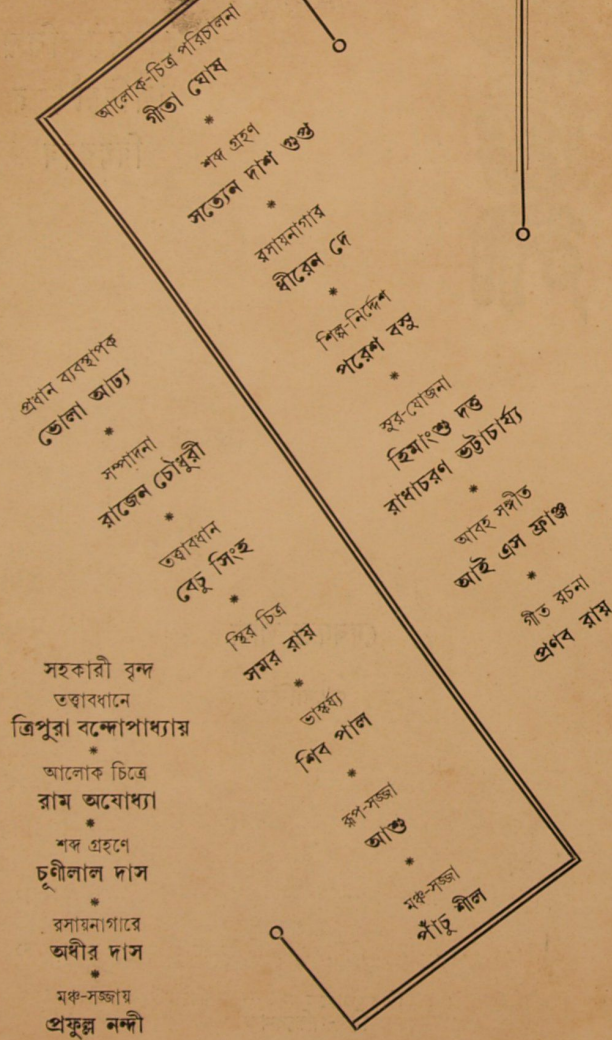 আলোক-চিত্র পরিচালনা
গীতা ঘোষ
শব্দ গ্রহণ
সত্যেন দাশ গুপ্ত
রসায়নাগার
ধীরেন দে
শিল্প-নির্দ্দেশ
পরেশ বসু
সুর-যোজনা
হিমাংশু দত্ত
রাধাচরণ ভট্টাচার্য্য
আবহ সঙ্গীত
আই এস ফ্রাঞ্জ
গীত রচনা
প্রণব রায়
প্রধান ব্যবস্থাপক
ভোলা আঢ্য
সম্পাদনা
রাজেন চৌধুরী
তত্ত্বাবধান
বেচু সিংহ
স্থির চিত্র
সমর রায়
ভাস্কর্য্য
শিব পাল
রূপ-সজ্জা
আশু
মঞ্চ-সজ্জা
পাঁচু শীল
সহকারী বৃন্দ
তত্ত্বাবধানে
ত্রিপুরা বন্দোপাধ্যায়
আলোক চিত্রে
রাম অযোধ্যা
শব্দ গ্রহণে
চূণীলাল দাস
রসায়নাগারে
অধীর দাস
মঞ্চ-সজ্জায়
প্রফুল্ল নন্দী